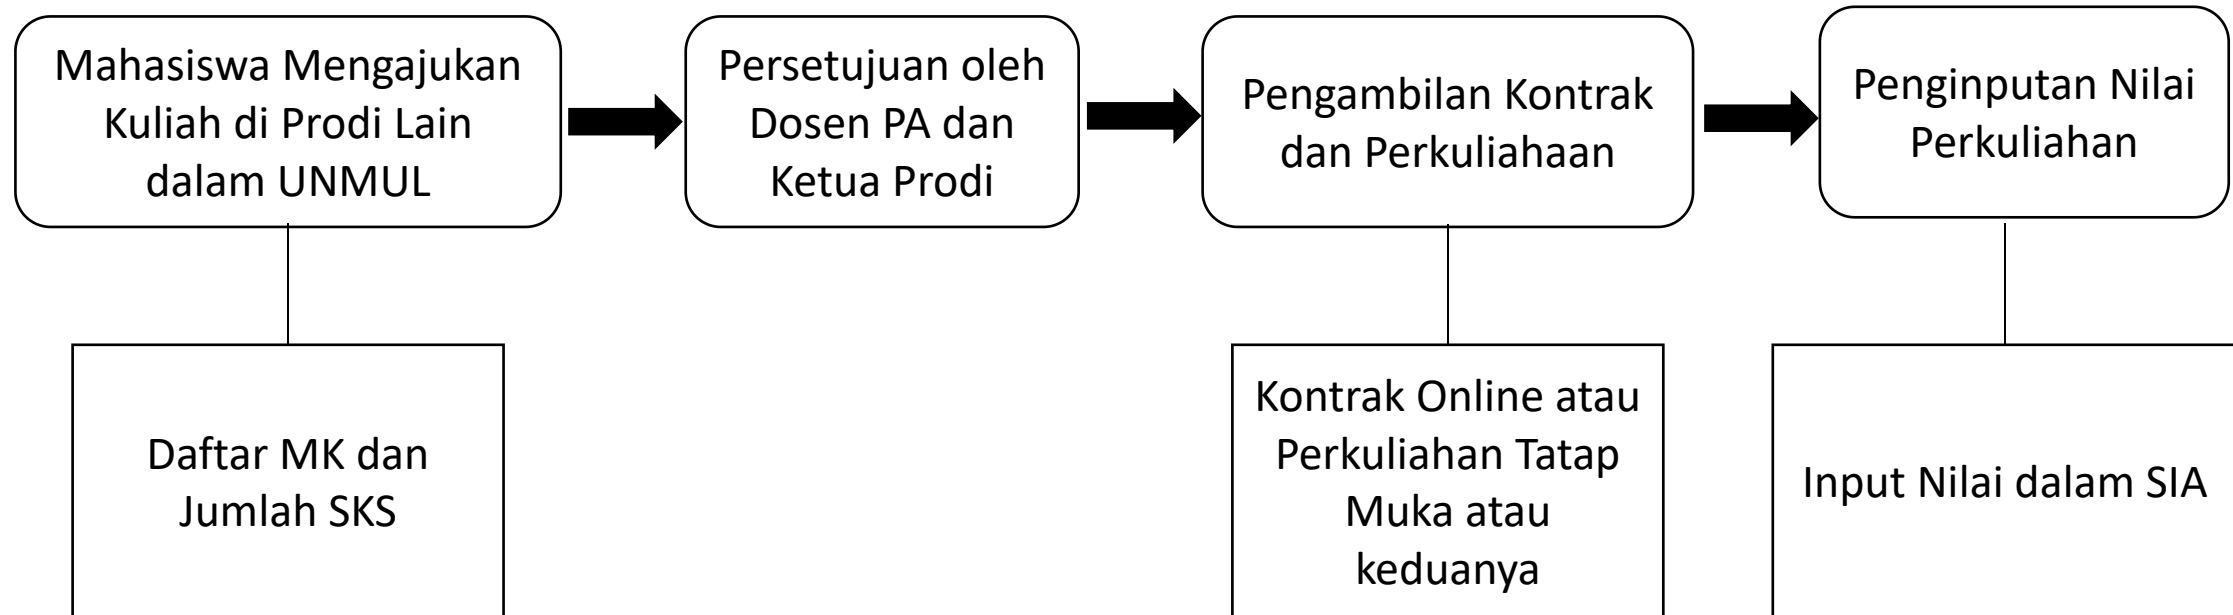 Mahasiswa Mengajukan
Kuliah di Prodi Lain
dalam UNMUL
Persetujuan oleh
Dosen PA dan
Ketua Prodi
Pengambilan Kontrak
dan Perkuliahaan
Penginputan Nilai
Perkuliahan
Daftar MK dan
Jumlah SKS
Kontrak Online atau
Perkuliahan Tatap
Muka atau
keduanya
Input Nilai dalam SIA